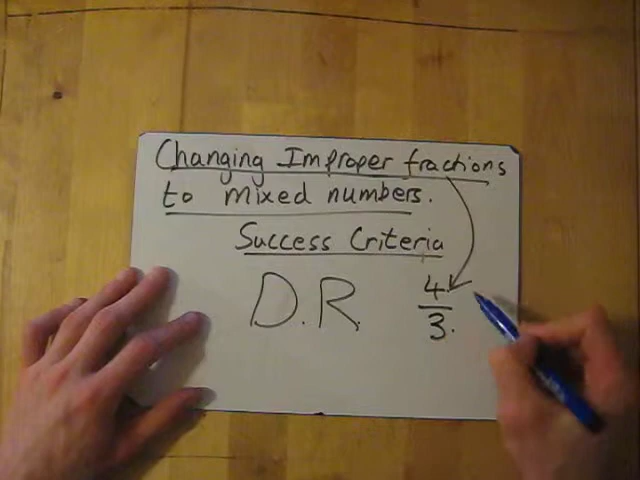 Changing Improper fractions
to mixed numbers.
Success Criteria
D.R.
4
3.